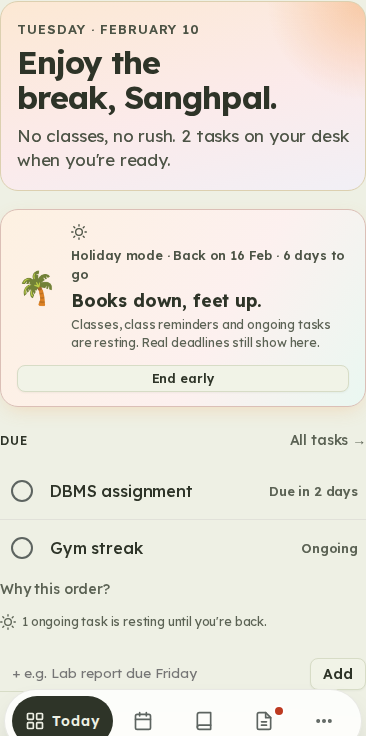 TUESDAY · FEBRUARY 10
Enjoy the
break, Sanghpal.
No classes, no rush. 2 tasks on your desk
when you're ready.
Holiday mode · Back on 16 Feb · 6 days to
go
Books down, feet up.
Classes, class reminders and ongoing tasks
are resting. Real deadlines still show here.
End early
DUE
All tasks →
DBMS assignment
Due in 2 days
Gym streak
Ongoing
Why this order?
1 ongoing task is resting until you're back.
+ e.g. Lab report due Friday
Add
Today